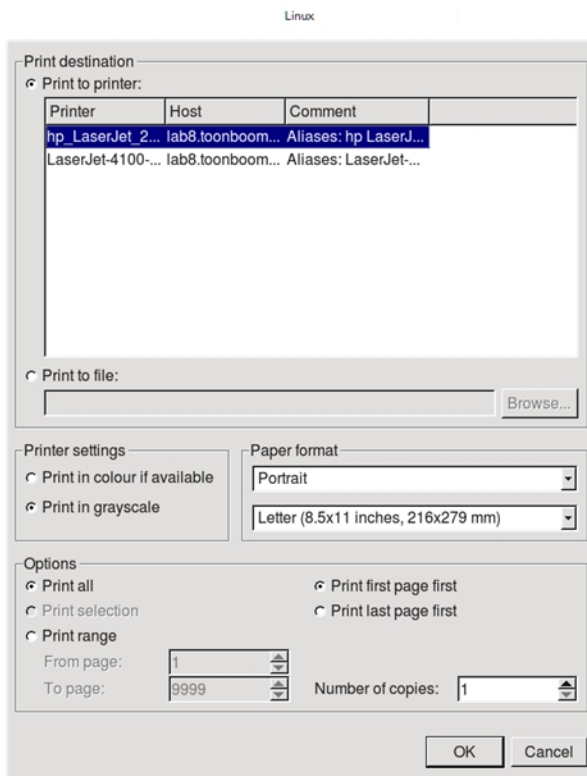 Linux
Print destination
Print to printer:
Printer Host Comment
hp_LaserJet_2... lab8.toonboom... Aliases: hp LaserJ...
LaserJet-4100-... lab8.toonboom... Aliases: LaserJet-...
Print to file:
Browse...
Printer settings
Print in colour if available
Print in grayscale
Paper format
Portrait
Letter (8.5x11 inches, 216x279 mm)
Options
Print all
Print selection
Print range
From page: 1
To page: 9999
Print first page first
Print last page first
Number of copies: 1
OK Cancel